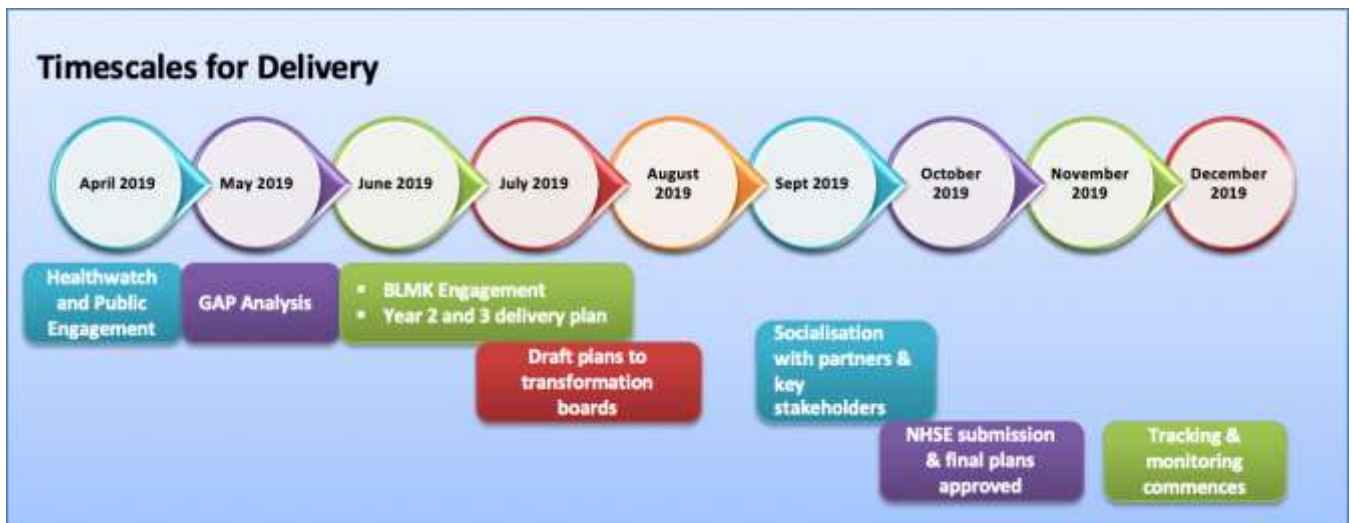 Timescales for Delivery
April 2019
May 2019
June 2019
July 2019
August
2019
Sept 2019
October
2019
November
2019
December
2019
Healthwatch
and Public
Engagement
GAP Analysis
▪ BLMK Engagement
▪ Year 2 and 3 delivery plan
Draft plans to
transformation
boards
Socialisation
with partners &
key
stakeholders
NHSE submission
& final plans
approved
Tracking &
monitoring
commences